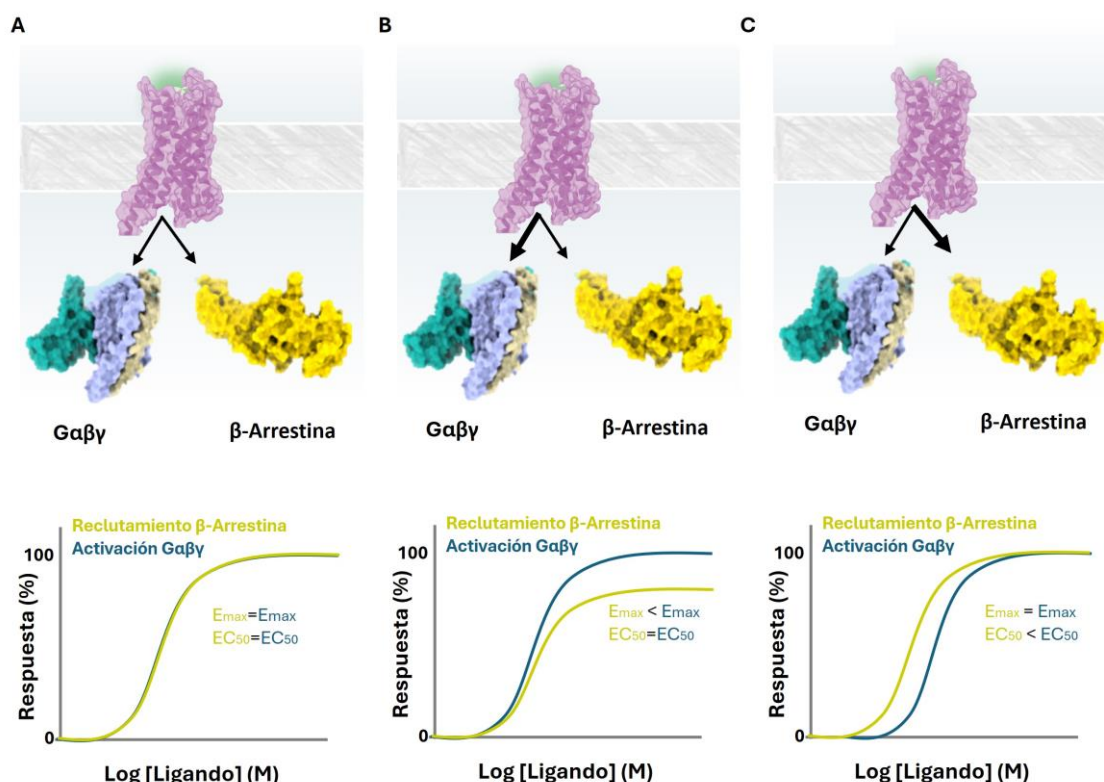 A
B
C
Gαβγ
β-Arrestina
Gαβγ
β-Arrestina
Gαβγ
β-Arrestina
Reclutamiento β-Arrestina
Activación Gαβγ
100
Emax=Emax
EC50=EC50
Respuesta (%)
0
Log [Ligando] (M)
Reclutamiento β-Arrestina
Activación Gαβγ
100
Emax < Emax
EC50=EC50
Respuesta (%)
0
Log [Ligando] (M)
Reclutamiento β-Arrestina
Activación Gαβγ
100
Emax = Emax
EC50 < EC50
Respuesta (%)
0
Log [Ligando] (M)